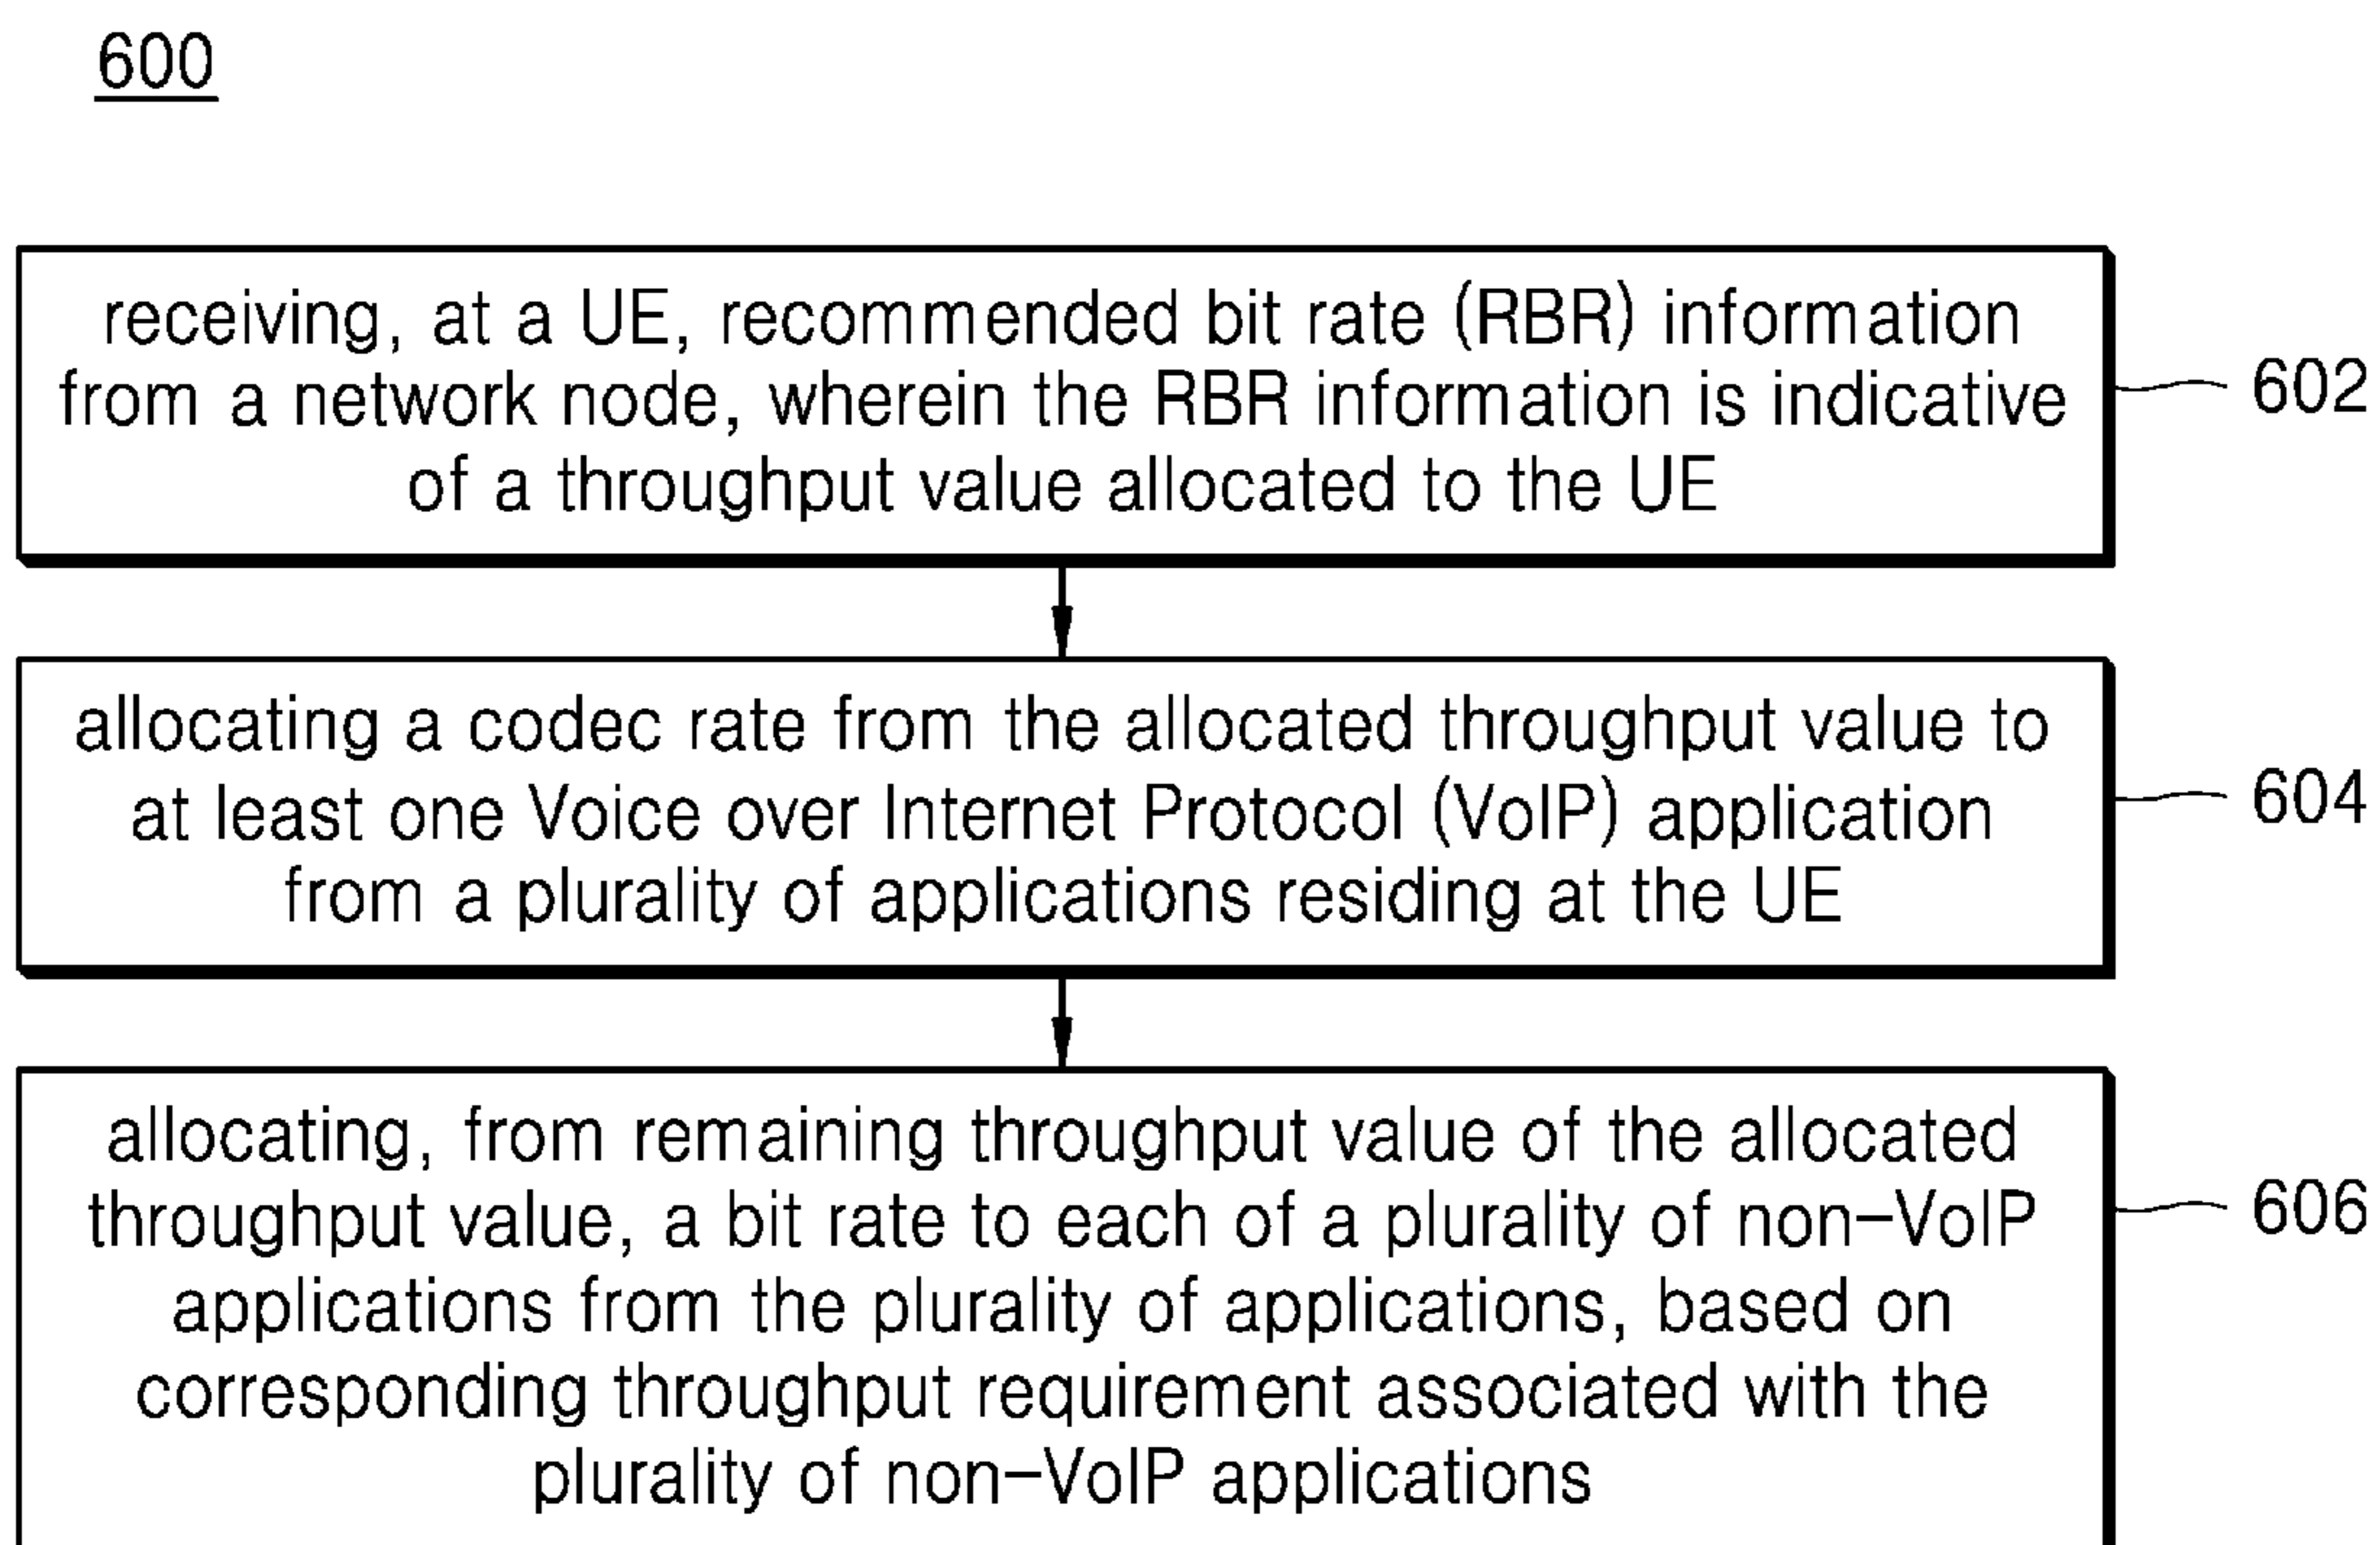 600
receiving, at a UE, recommended bit rate (RBR) information
from a network node, wherein the RBR information is indicative
of a throughput value allocated to the UE
602
allocating a codec rate from the allocated throughput value to
at least one Voice over Internet Protocol (VoIP) application
from a plurality of applications residing at the UE
604
allocating, from remaining throughput value of the allocated
throughput value, a bit rate to each of a plurality of non-VoIP
applications from the plurality of applications, based on
corresponding throughput requirement associated with the
plurality of non-VoIP applications
606